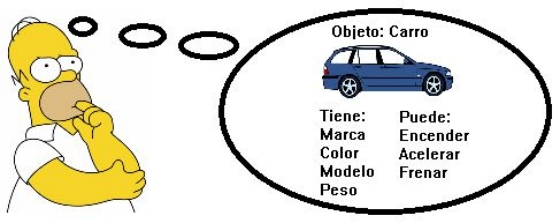 Objeto: Carro
Tiene: Puede:
Marca Encender
Color Acelerar
Modelo Frenar
Peso